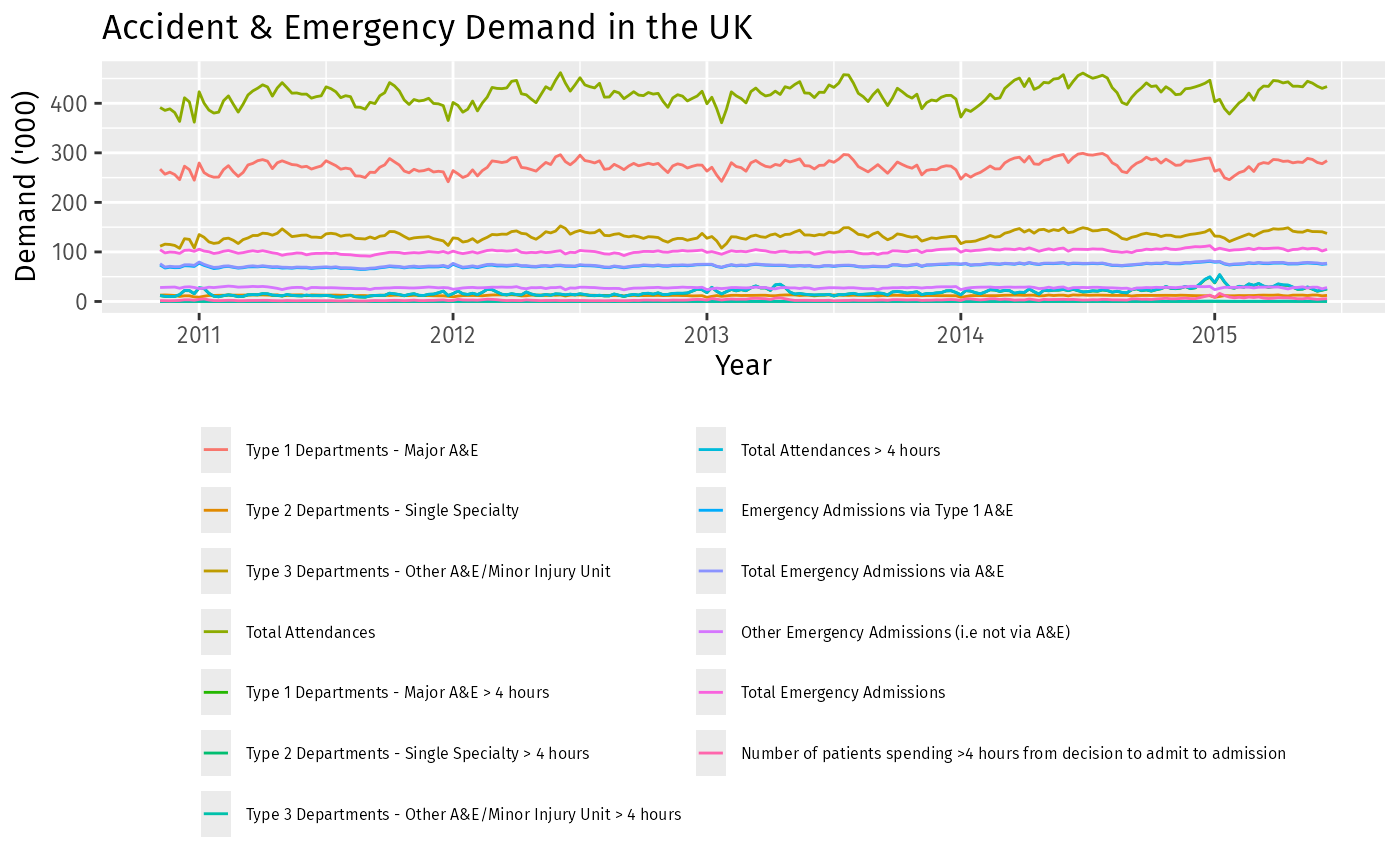 Accident & Emergency Demand in the UK
Demand ('000)
400
300
200
100
0
2011 2012 2013 2014 2015
Year
Type 1 Departments - Major A&E
Type 2 Departments - Single Specialty
Type 3 Departments - Other A&E/Minor Injury Unit
Total Attendances
Type 1 Departments - Major A&E > 4 hours
Type 2 Departments - Single Specialty > 4 hours
Type 3 Departments - Other A&E/Minor Injury Unit > 4 hours
Total Attendances > 4 hours
Emergency Admissions via Type 1 A&E
Total Emergency Admissions via A&E
Other Emergency Admissions (i.e not via A&E)
Total Emergency Admissions
Number of patients spending >4 hours from decision to admit to admission